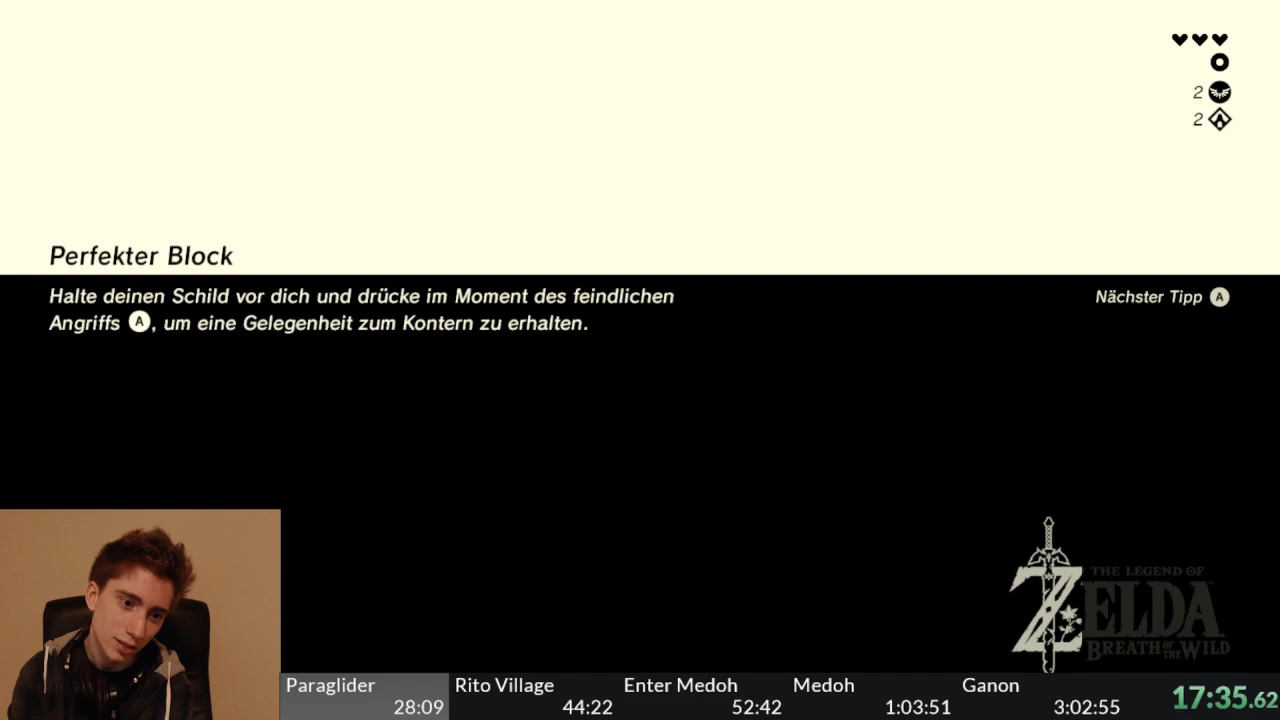 2
2
Perfekter Block
Halte deinen Schild vor dich und drücke im Moment des feindlichen
Angriffs A, um eine Gelegenheit zum Kontern zu erhalten.
Nächster Tipp A
THE LEGEND OF
ZELDA
BREATH OF THE WILD
Paraglider
28:09
Rito Village
44:22
Enter Medoh
52:42
Medoh
1:03:51
Ganon
3:02:55
17:35.62